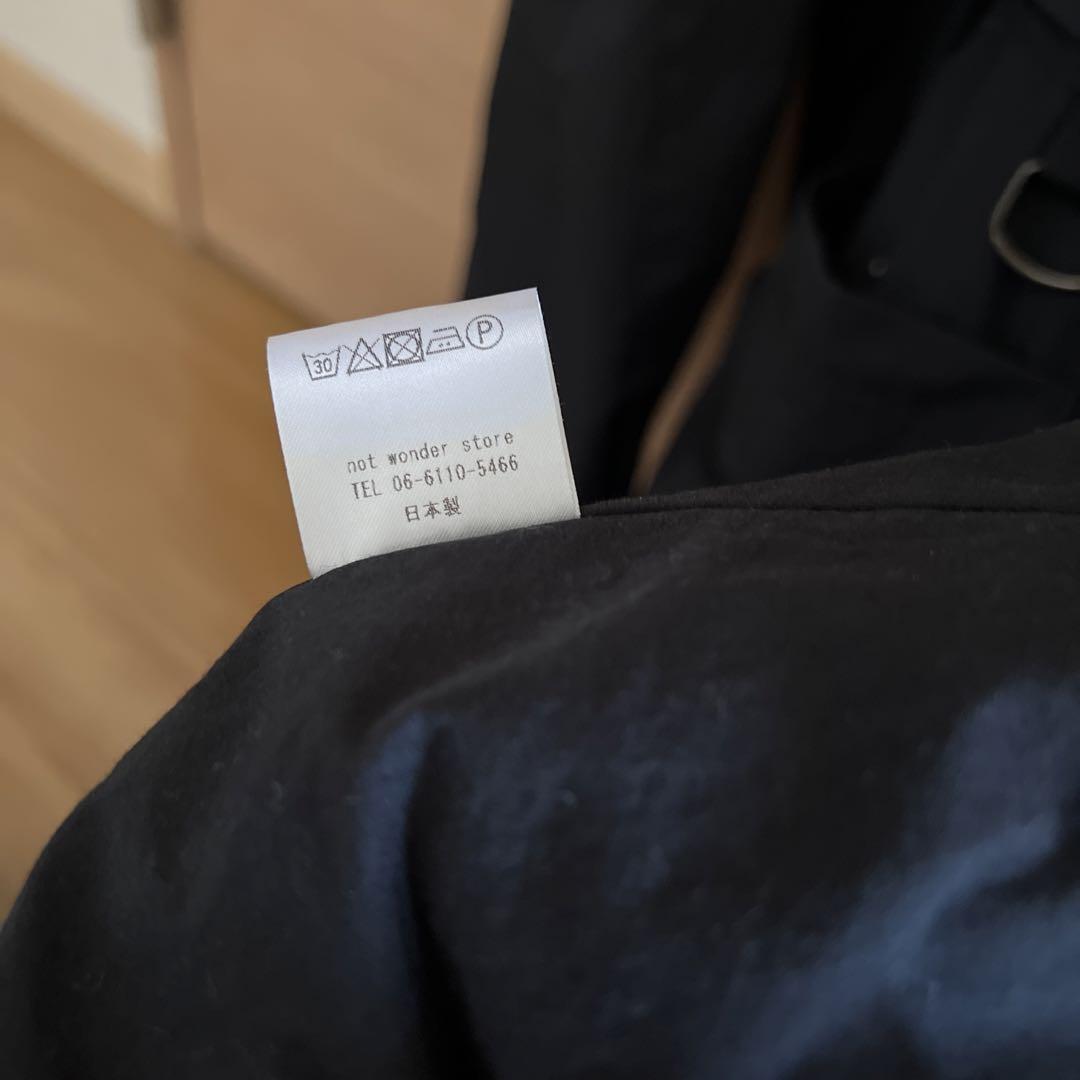 30 P
not wonder store
TEL 06-6110-5466
日本製